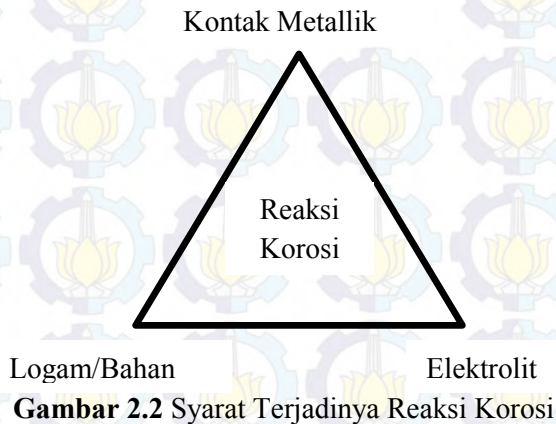 Kontak Metallik
Reaksi
Korosi
Logam/Bahan Elektrolit
Gambar 2.2 Syarat Terjadinya Reaksi Korosi